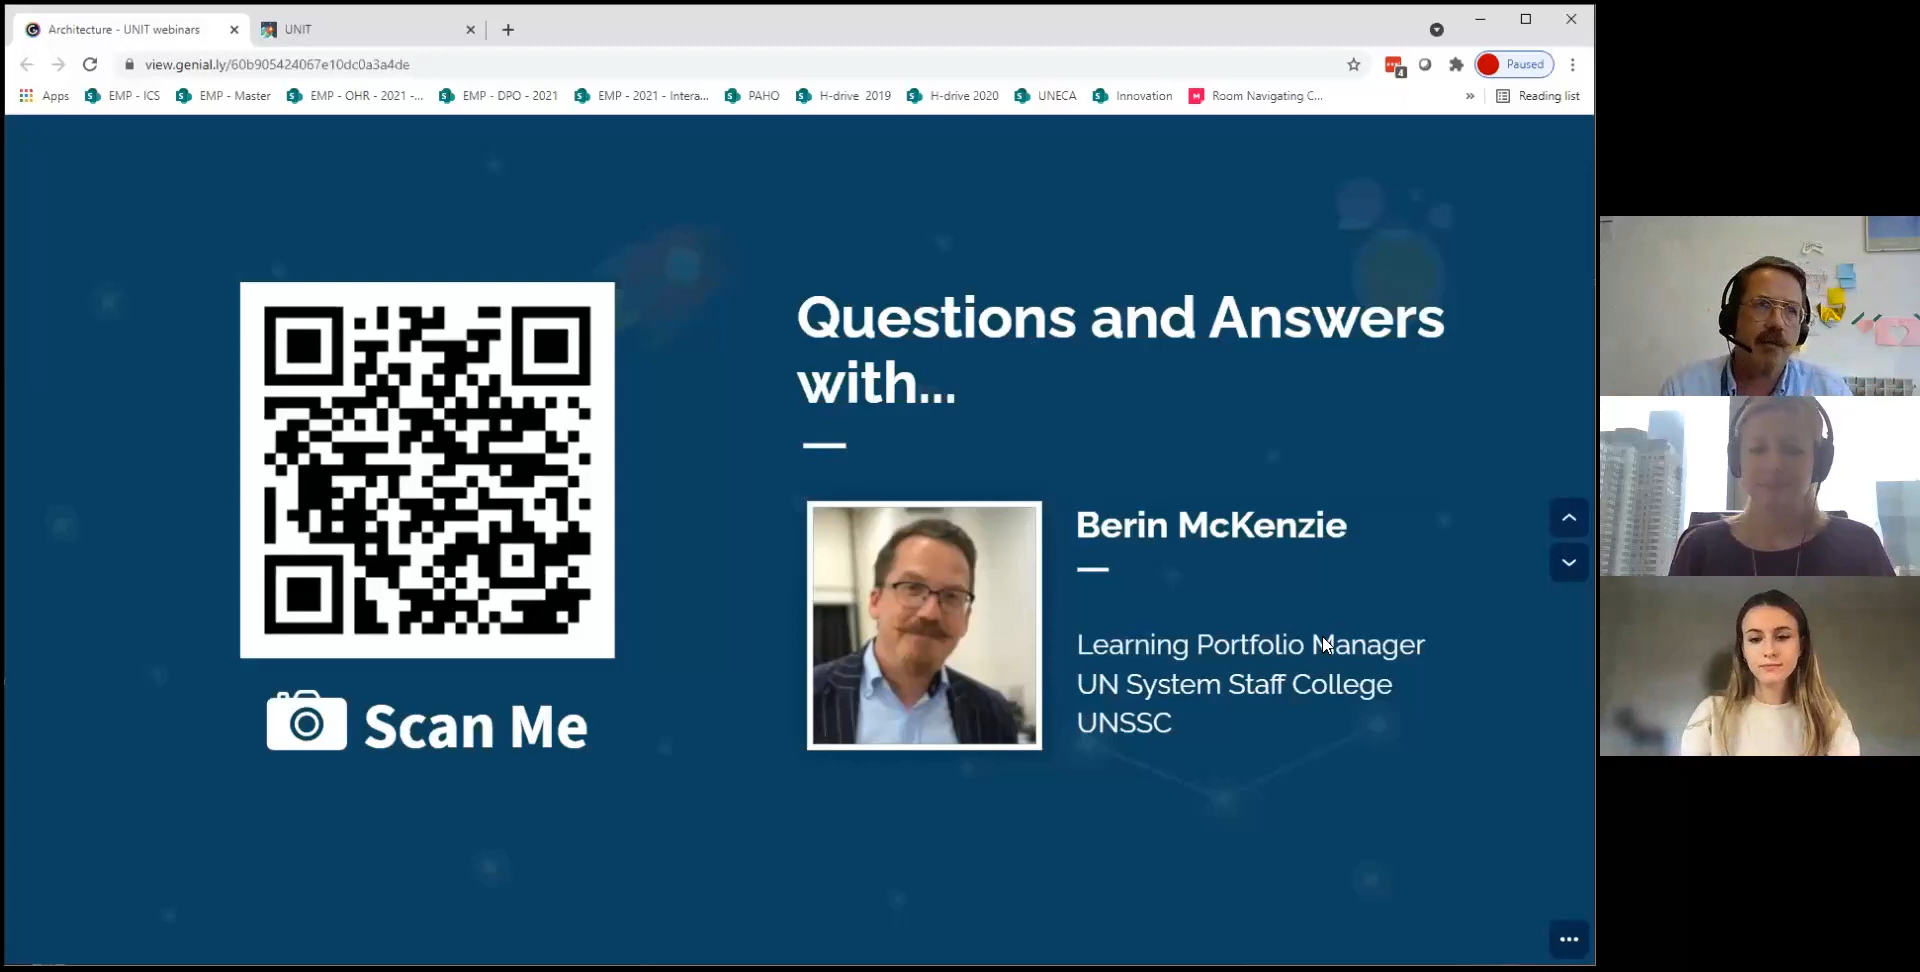 Architecture - UNIT webinars
UNIT
view.genial.ly/60b905424067e10dc0a3a4de
4
Paused
Apps
EMP - ICS
EMP - Master
EMP - OHR - 2021 -...
EMP - DPO - 2021
EMP - 2021 - Intera...
PAHO
H-drive 2019
H-drive 2020
UNECA
Innovation
Room Navigating C...
»
Reading list
Questions and Answers
with...
Berin McKenzie
Learning Portfolio Manager
UN System Staff College
UNSSC
Scan Me